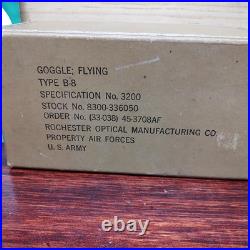 GOGGLE; FLYING
TYPE B-8
SPECIFICATION No. 3200
STOCK No. 8300-336050
ORDER No. (33-038) 45-3708AF
ROCHESTER OPTICAL MANUFACTURING CO.
PROPERTY AIR FORCES
U. S. ARMY